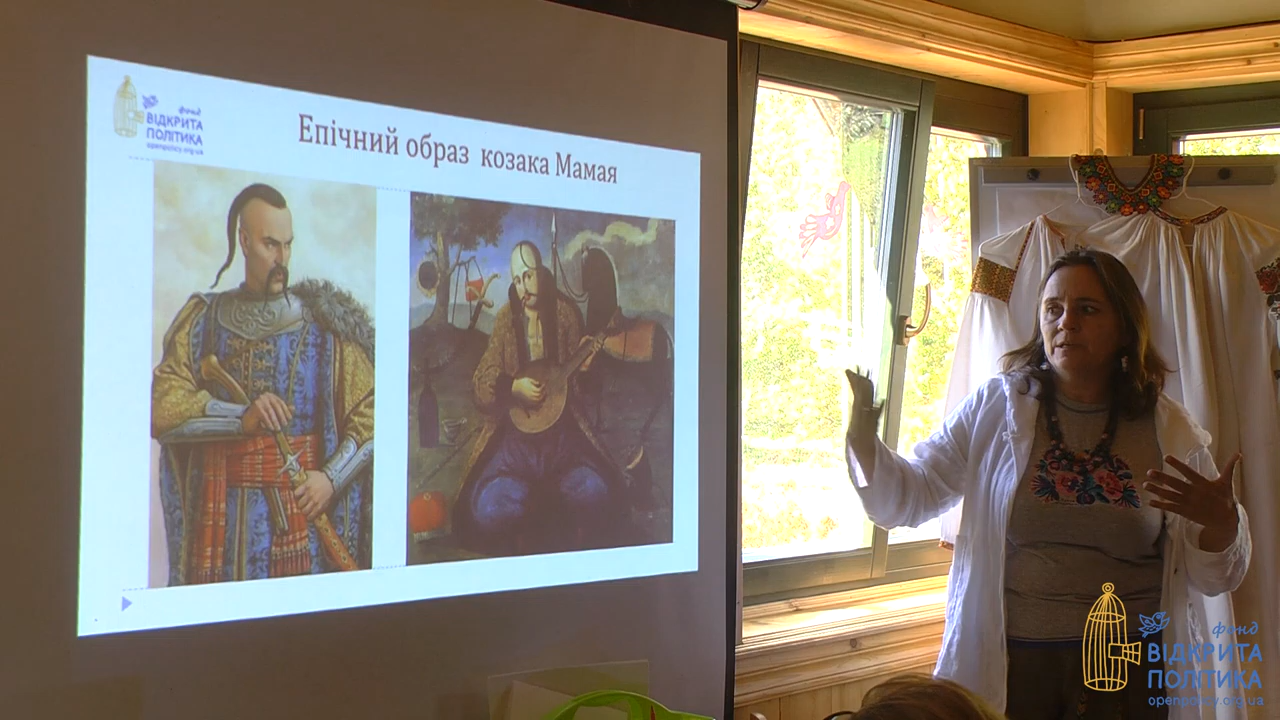 фонд
ВІДКРИТА
ПОЛІТИКА
openpolicy.org.ua
Епічний образ козака Мамая
фонд
ВІДКРИТА
ПОЛІТИКА
openpolicy.org.ua